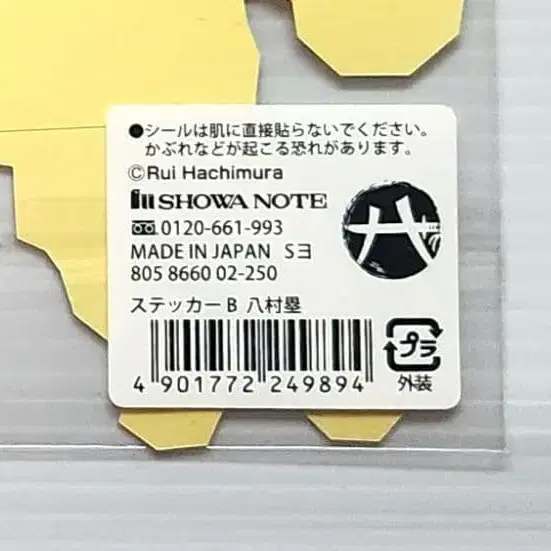 ●シールは肌に直接貼らないでください。
かぶれなどが起こる恐れがあります。
©Rui Hachimura
SHOWA NOTE
0120-661-993
MADE IN JAPAN Sヨ
805 8660 02-250
ステッカーB 八村塁
4 901772 249894
プラ
外装